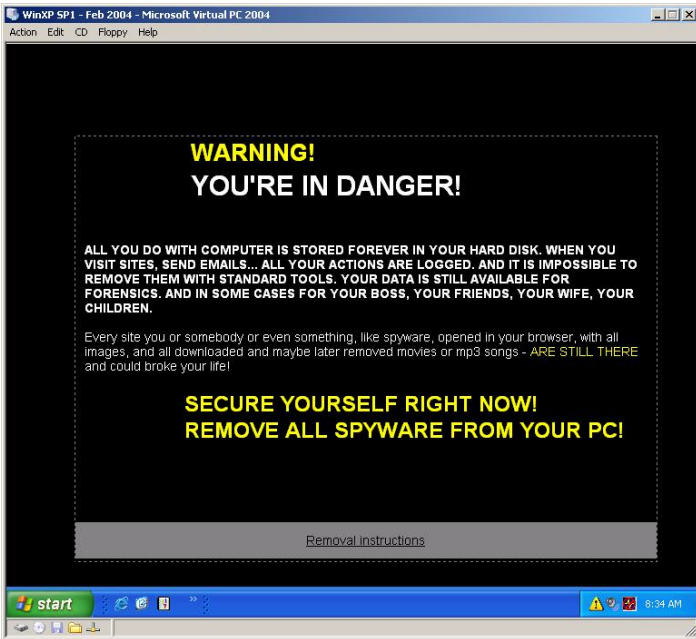 WinXP SP1 - Feb 2004 - Microsoft Virtual PC 2004
Action Edit CD Floppy Help
WARNING!
YOU'RE IN DANGER!
ALL YOU DO WITH COMPUTER IS STORED FOREVER IN YOUR HARD DISK. WHEN YOU
VISIT SITES, SEND EMAILS... ALL YOUR ACTIONS ARE LOGGED. AND IT IS IMPOSSIBLE TO
REMOVE THEM WITH STANDARD TOOLS. YOUR DATA IS STILL AVAILABLE FOR
FORENSICS. AND IN SOME CASES FOR YOUR BOSS, YOUR FRIENDS, YOUR WIFE, YOUR
CHILDREN.
Every site you or somebody or even something, like spyware, opened in your browser, with all
images, and all downloaded and maybe later removed movies or mp3 songs - ARE STILL THERE
and could broke your life!
SECURE YOURSELF RIGHT NOW!
REMOVE ALL SPYWARE FROM YOUR PC!
Removal instructions
start
8:34 AM